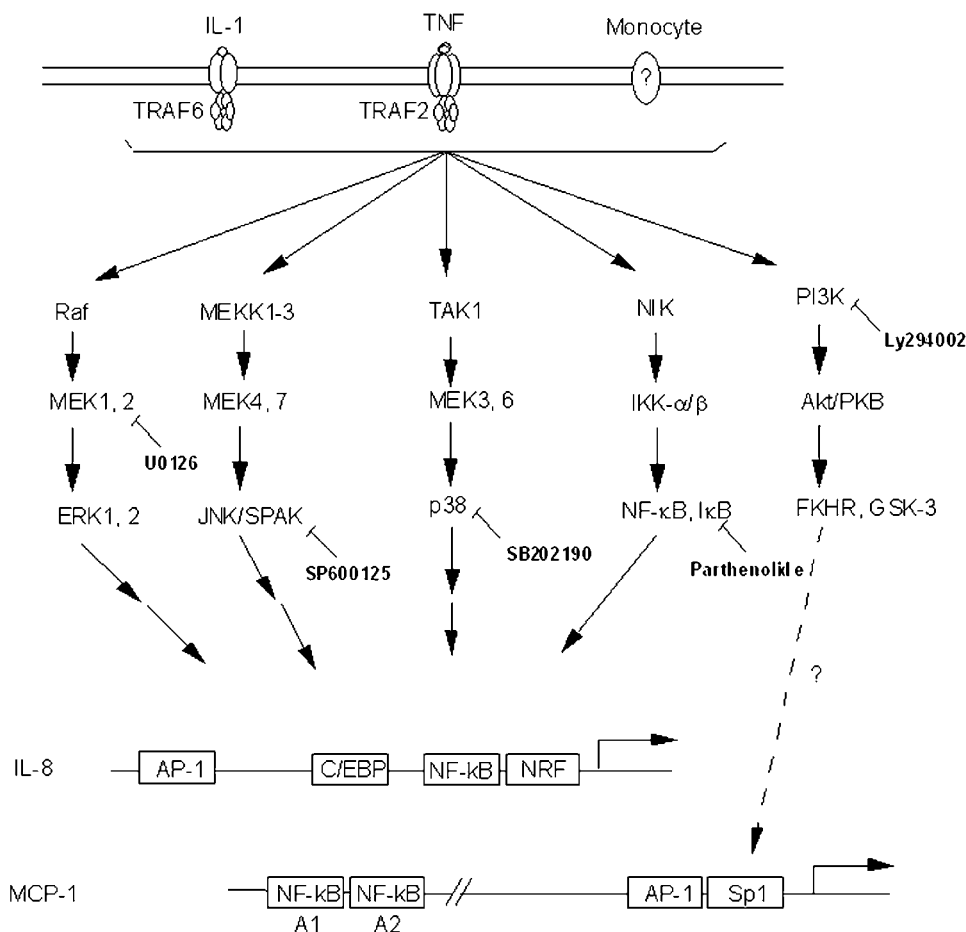 IL-1 TNF Monocyte
?
TRAF6 TRAF2
Raf MEKK1-3 TAK1 NIK PI3K
Ly294002
MEK1, 2 MEK4, 7 MEK3, 6 IKK-α/β Akt/PKB
U0126
ERK1, 2 JNK/SPAK p38 NF-κB, IκB FKHR, GSK-3
SP600125 SB202190 Parthenolide
?
IL-8 AP-1 C/EBP NF-kB NRF
MCP-1 NF-kB NF-kB AP-1 Sp1
A1 A2